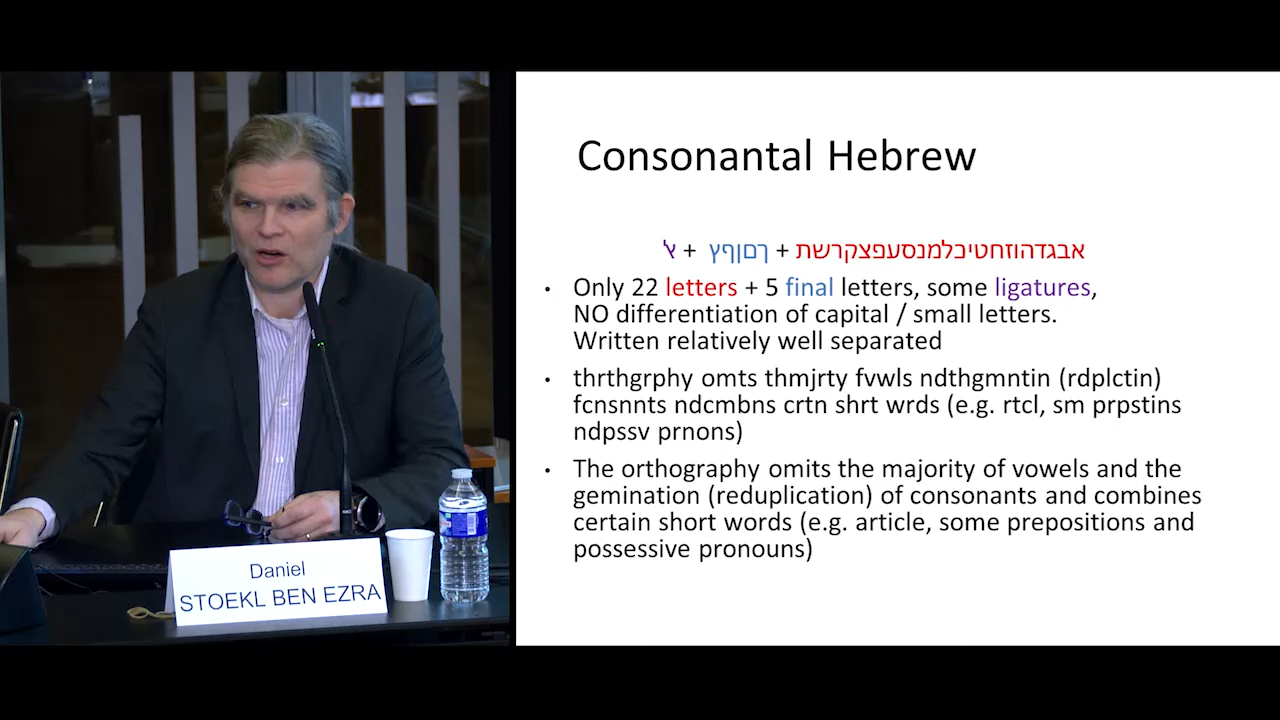 Daniel
STOEKL BEN EZRA
Consonantal Hebrew
אבגדהוזחטיכלמנסעפצקרשת + ךםןףץ + ﭏ
• Only 22 letters + 5 final letters, some ligatures,
NO differentiation of capital / small letters.
Written relatively well separated
• thrthgrphy omts thmjrty fvwls ndthgmntin (rdplctin)
fcnsnnts ndcmbns crtn shrt wrds (e.g. rtcl, sm prpstins
ndpssv prnons)
• The orthography omits the majority of vowels and the
gemination (reduplication) of consonants and combines
certain short words (e.g. article, some prepositions and
possessive pronouns)